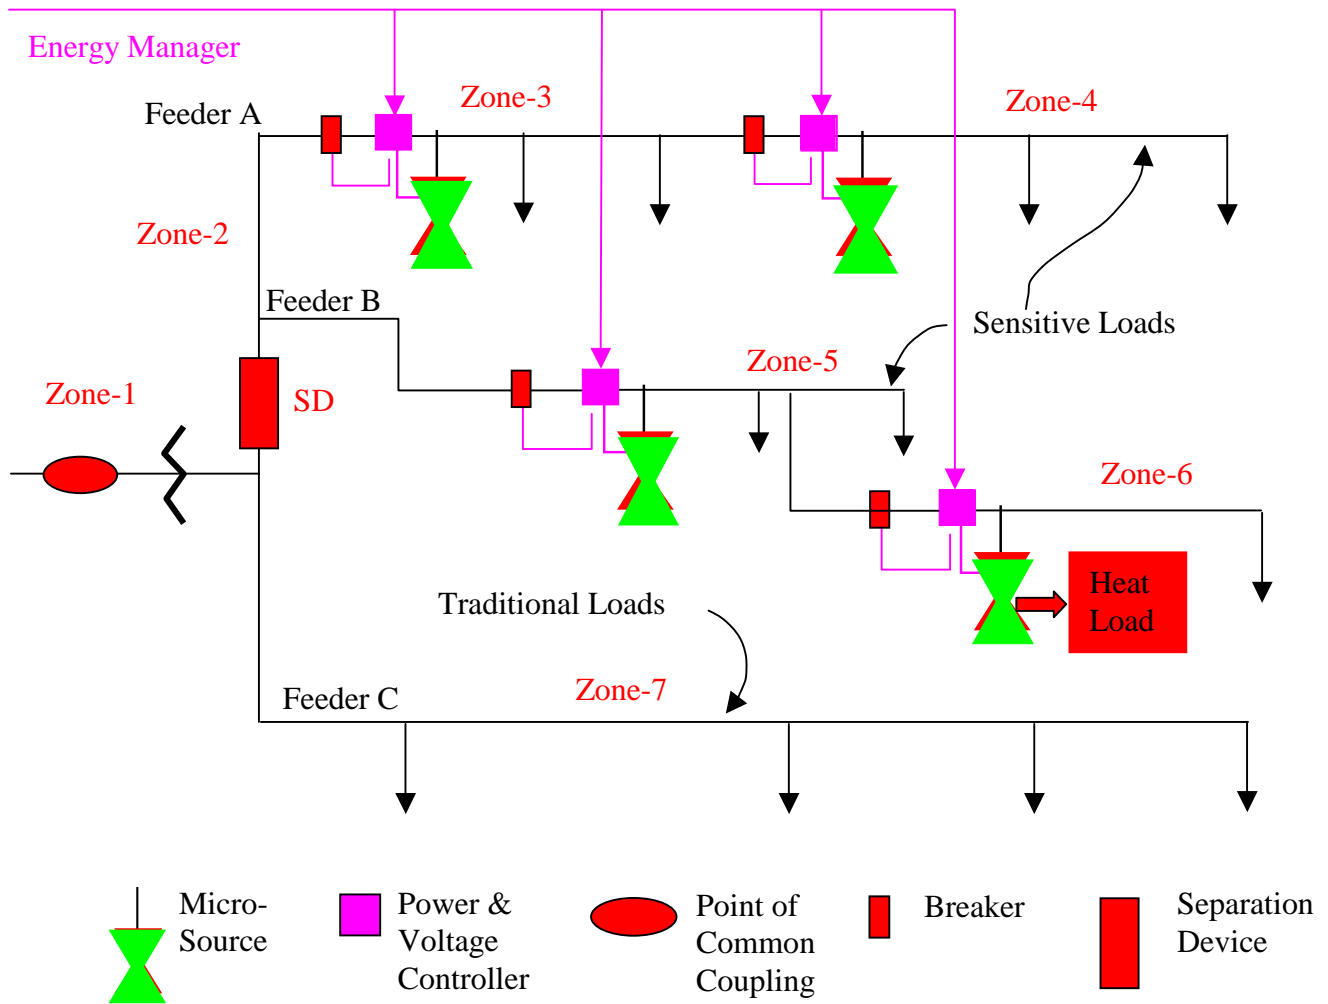 Energy Manager
Feeder A
Zone-3
Zone-4
Zone-2
Feeder B
Sensitive Loads
Zone-5
Zone-1
SD
Zone-6
Heat
Load
Traditional Loads
Zone-7
Feeder C
Micro-
Source
Power &
Voltage
Controller
Point of
Common
Coupling
Breaker
Separation
Device